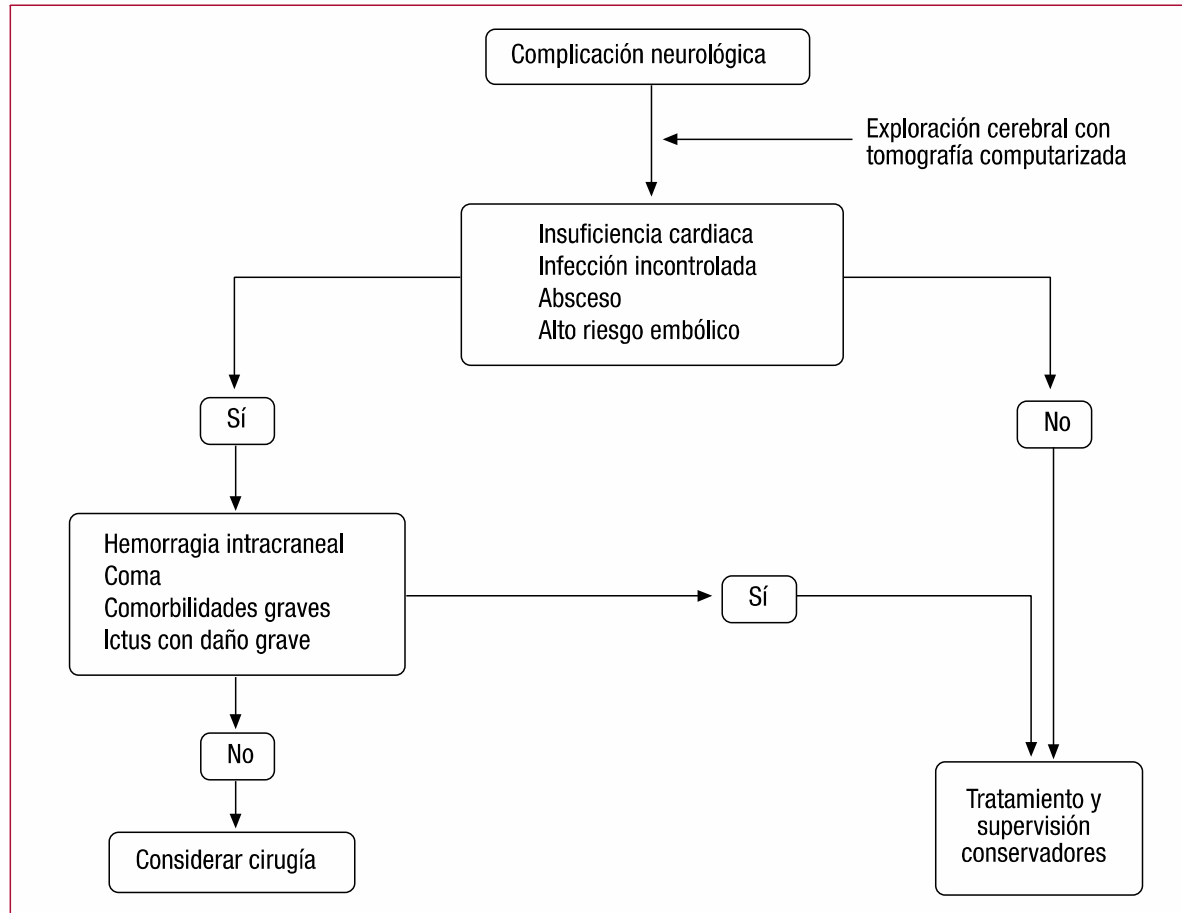 Complicación neurológica
Exploración cerebral con
tomografía computarizada
Insuficiencia cardiaca
Infección incontrolada
Absceso
Alto riesgo embólico
Sí
No
Hemorragia intracraneal
Coma
Comorbilidades graves
Ictus con daño grave
Sí
No
Considerar cirugía
Tratamiento y
supervisión
conservadores